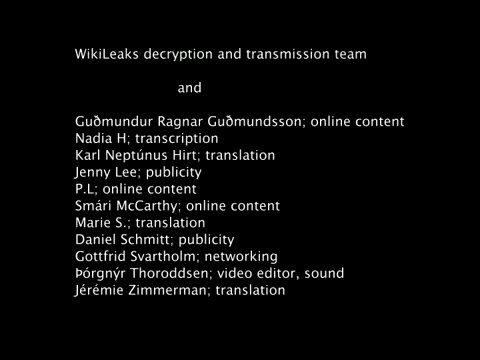 WikiLeaks decryption and transmission team
and
Guðmundur Ragnar Guðmundsson; online content
Nadia H; transcription
Karl Neptúnus Hirt; translation
Jenny Lee; publicity
P.L; online content
Smári McCarthy; online content
Marie S.; translation
Daniel Schmitt; publicity
Gottfrid Svartholm; networking
Þórgnýr Thoroddsen; video editor, sound
Jérémie Zimmerman; translation